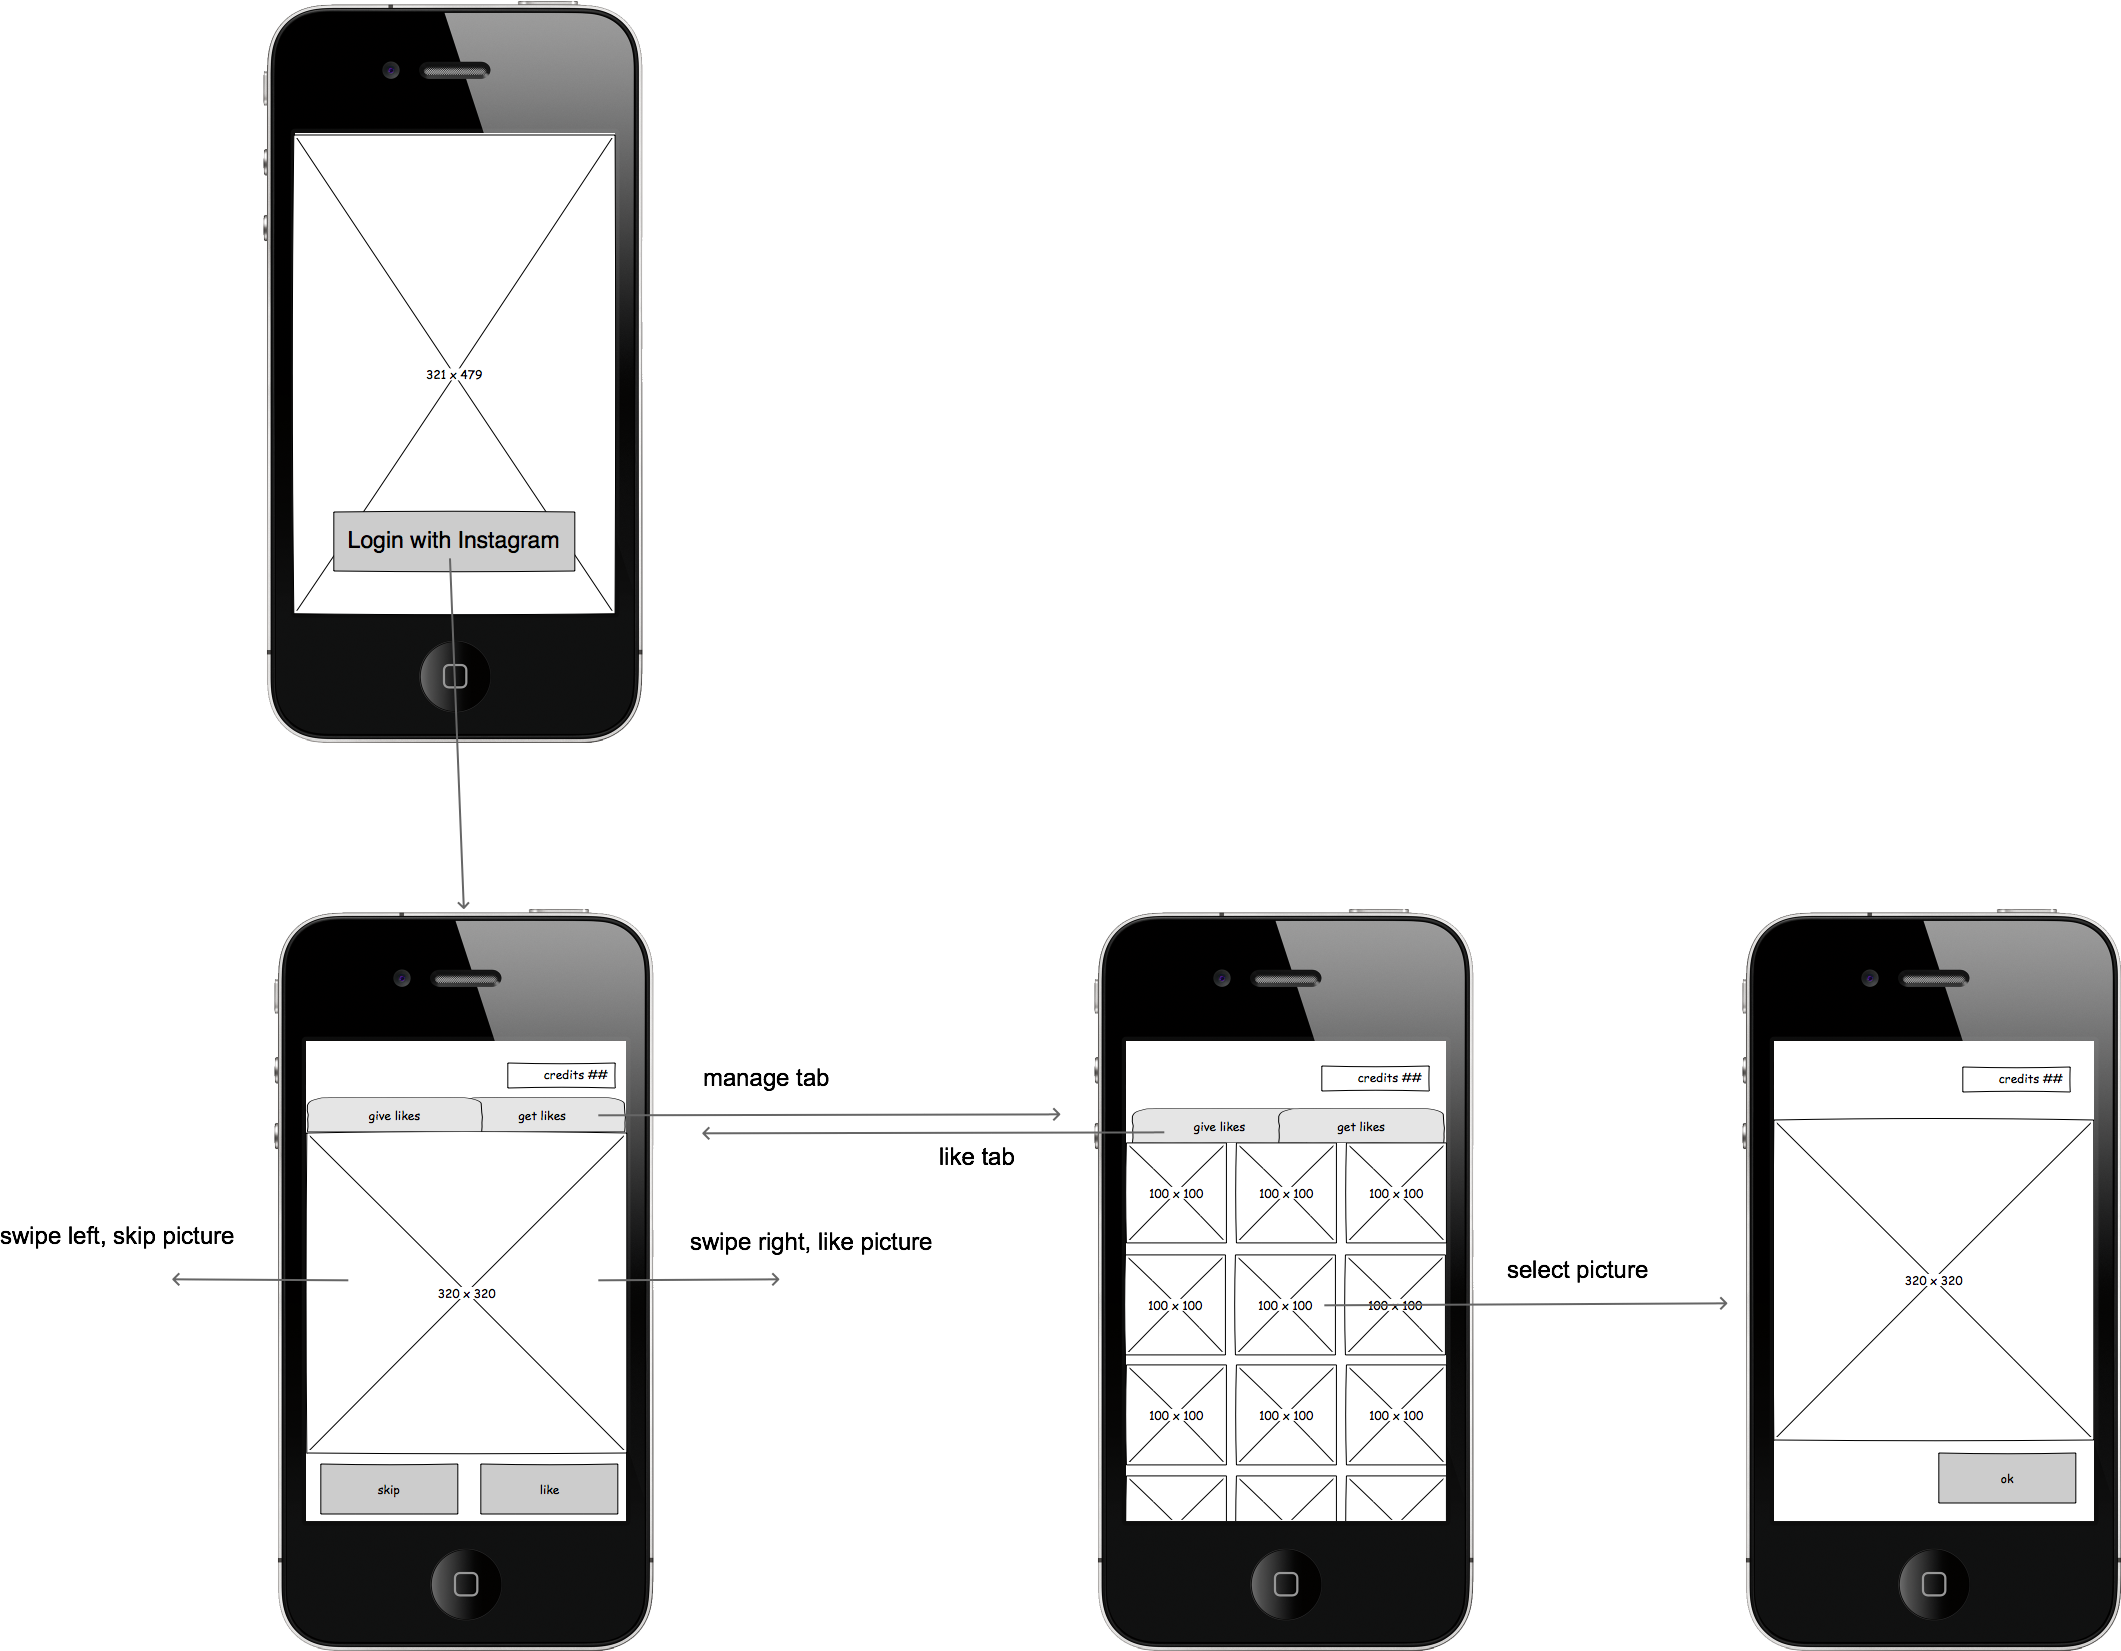 321 x 479
Login with Instagram
credits ##
give likes
get likes
320 x 320
skip
like
swipe left, skip picture
swipe right, like picture
manage tab
like tab
credits ##
give likes
get likes
100 x 100
100 x 100
100 x 100
100 x 100
100 x 100
100 x 100
100 x 100
100 x 100
100 x 100
select picture
credits ##
320 x 320
ok